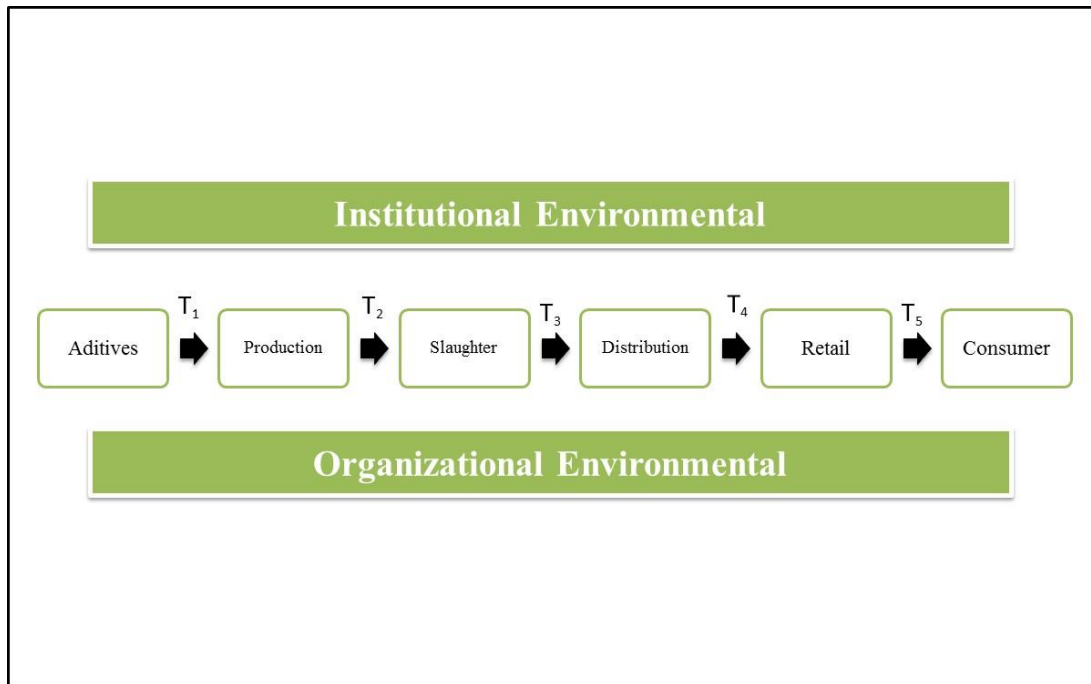 Institutional Environmental
T₁ T₂ T₃ T₄ T₅
Aditives Production Slaughter Distribution Retail Consumer
Organizational Environmental